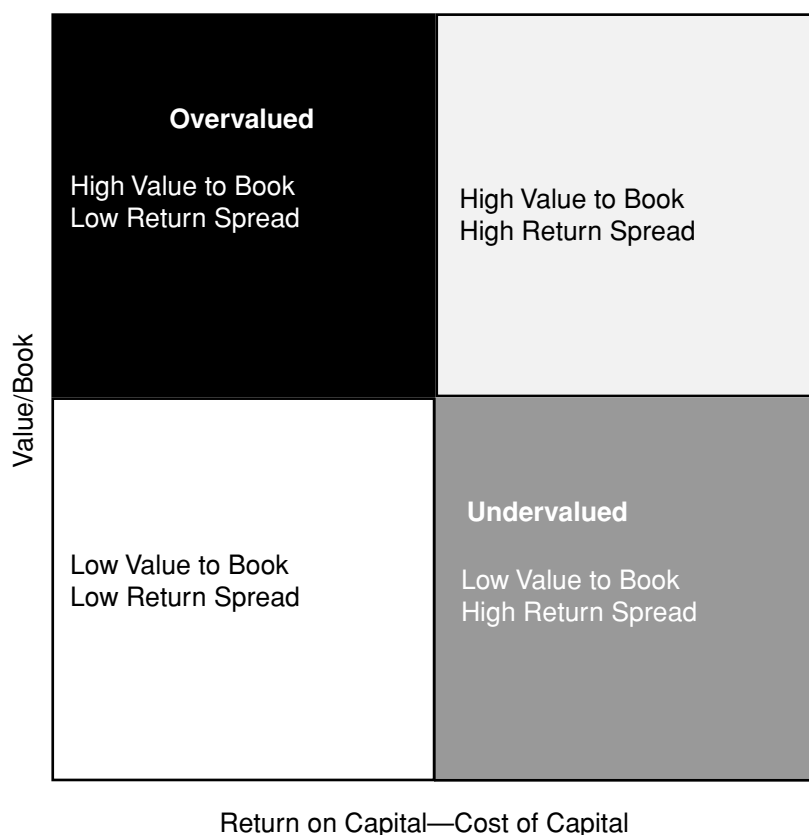 Overvalued
High Value to Book
Low Return Spread
High Value to Book
High Return Spread
Value/Book
Low Value to Book
Low Return Spread
Undervalued
Low Value to Book
High Return Spread
Return on Capital—Cost of Capital